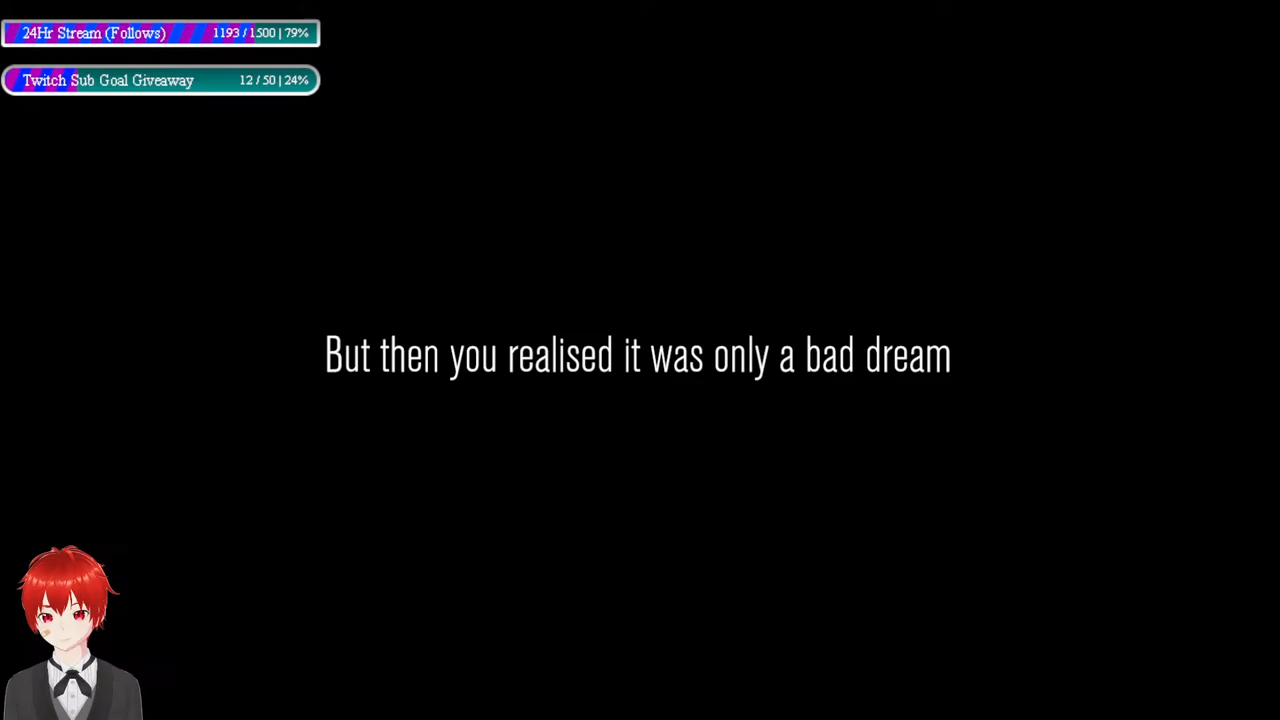 24Hr Stream (Follows) 1193 / 1500 | 79%
Twitch Sub Goal Giveaway 12 / 50 | 24%
But then you realised it was only a bad dream